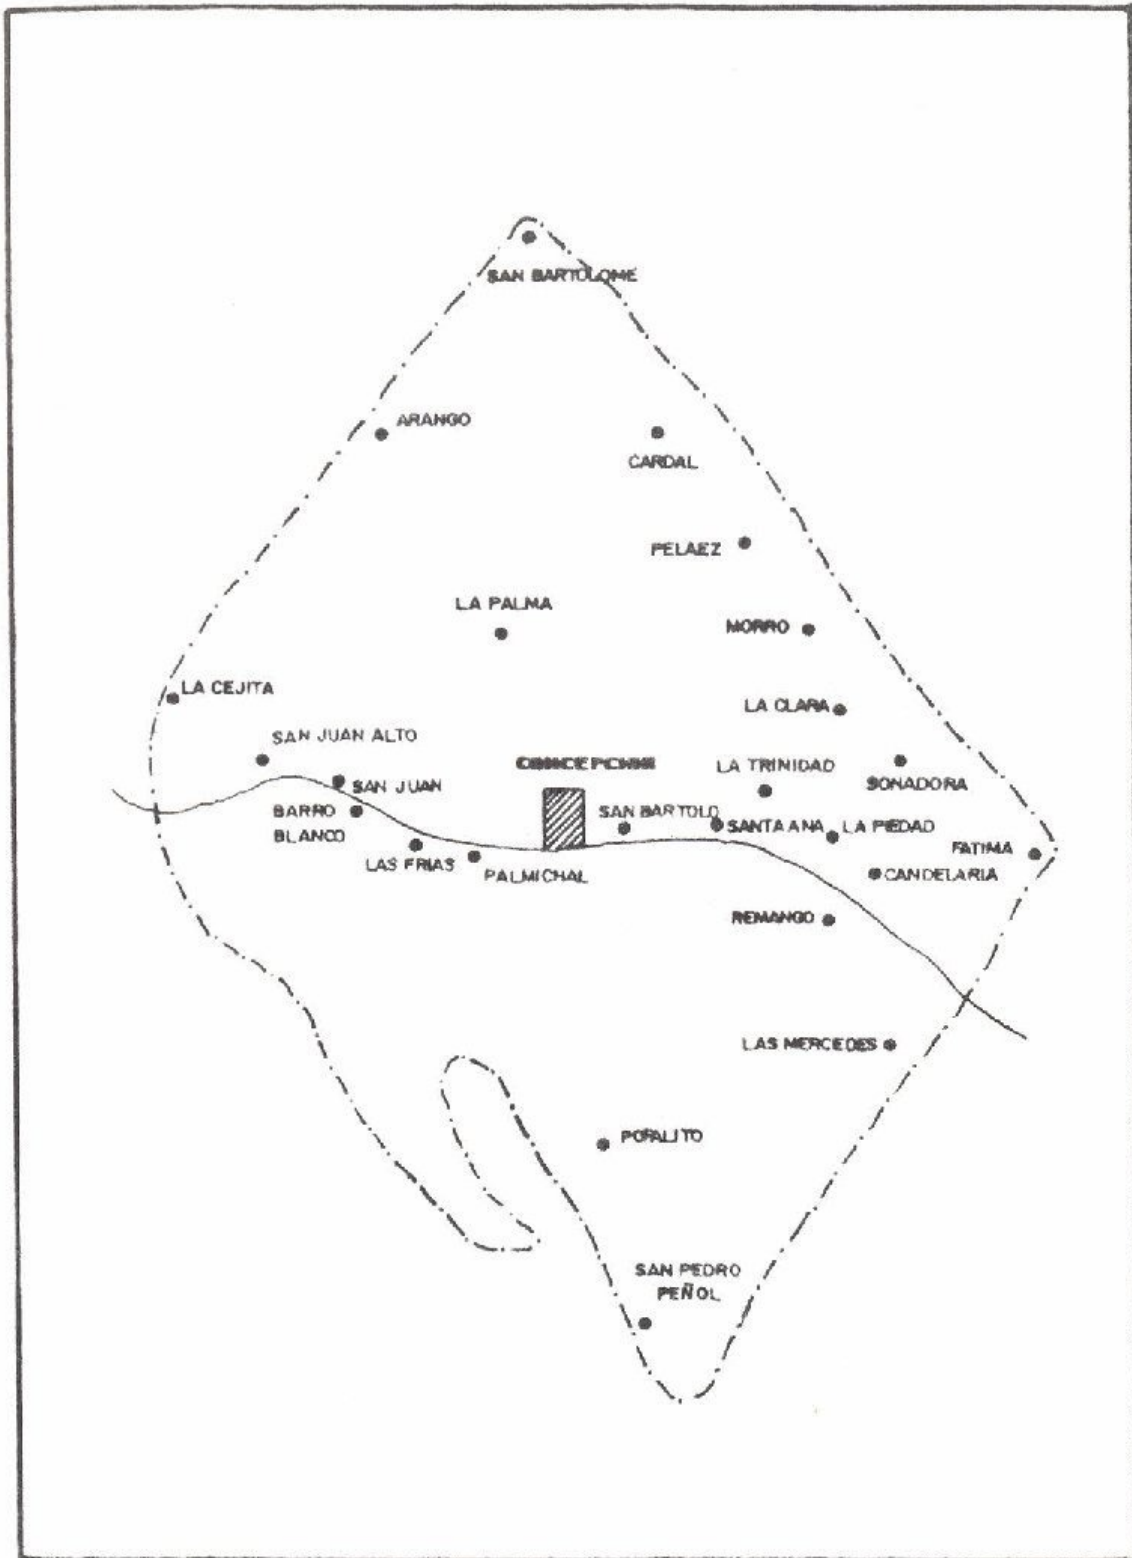 SAN BARTOLOME
ARANGO
CARDAL
PELAEZ
LA PALMA
MORRO
LA CEJITA
LA CLARA
SAN JUAN ALTO
CONCEPCION
LA TRINIDAD
SONADORA
SAN JUAN
BARRO
BLANCO
SAN BARTOLO
SANTA ANA
LA PIEDAD
LAS FRIAS
PALMICHAL
FATIMA
CANDELARIA
REMANGO
LAS MERCEDES
SAN PEDRO
PEÑOL